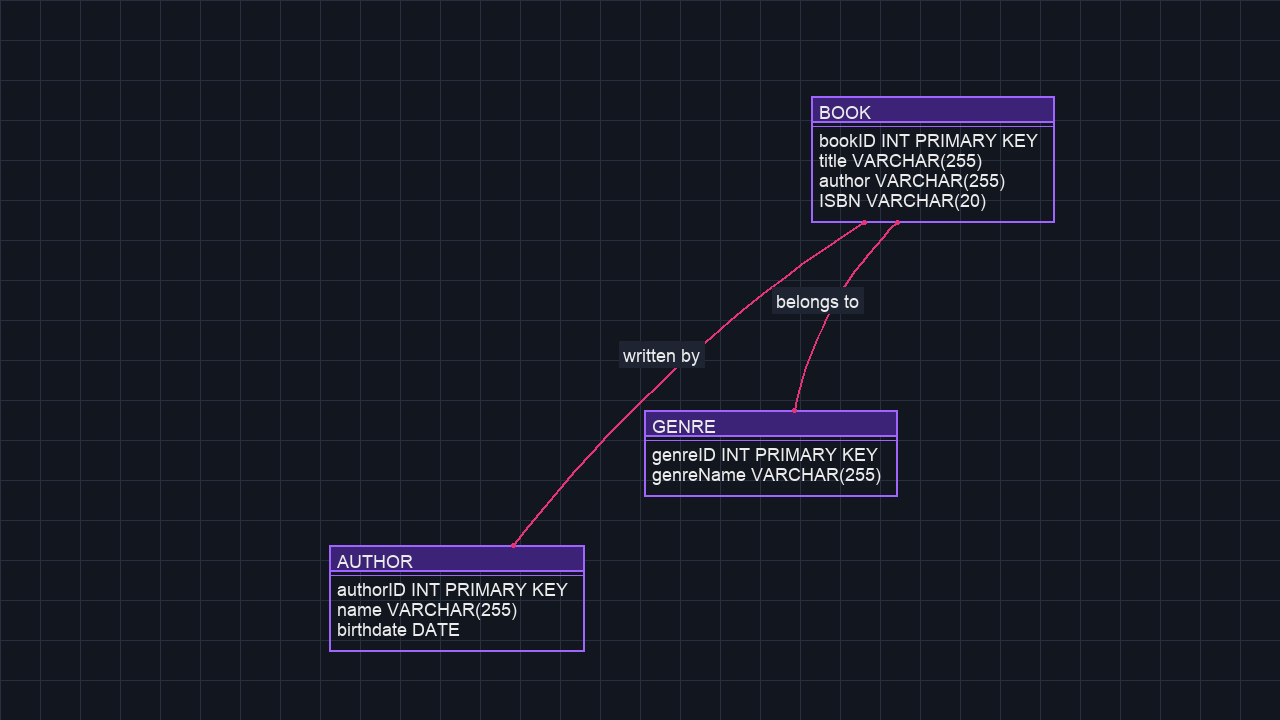 BOOK
bookID INT PRIMARY KEY
title VARCHAR(255)
author VARCHAR(255)
ISBN VARCHAR(20)
belongs to
written by
GENRE
genreID INT PRIMARY KEY
genreName VARCHAR(255)
AUTHOR
authorID INT PRIMARY KEY
name VARCHAR(255)
birthdate DATE